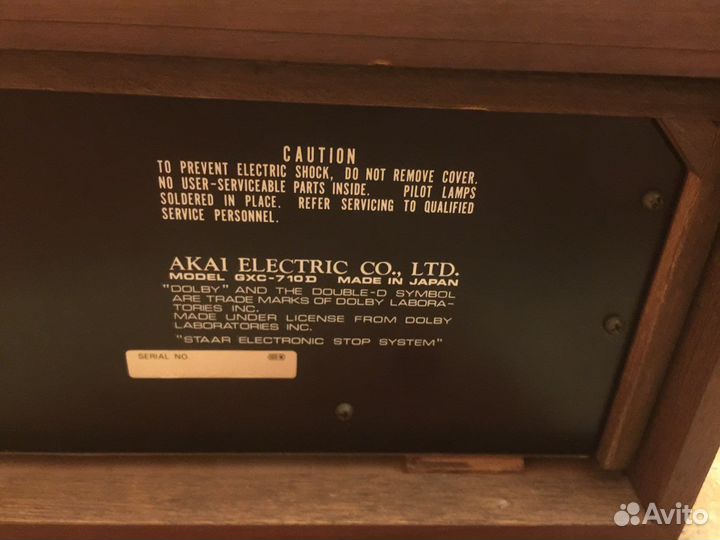 CAUTION
TO PREVENT ELECTRIC SHOCK, DO NOT REMOVE COVER.
NO USER-SERVICEABLE PARTS INSIDE. PILOT LAMPS
SOLDERED IN PLACE. REFER SERVICING TO QUALIFIED
SERVICE PERSONNEL.
AKAI ELECTRIC CO., LTD.
MODEL GXC-710D MADE IN JAPAN
"DOLBY" AND THE DOUBLE-D SYMBOL
ARE TRADE MARKS OF DOLBY LABORA-
TORIES INC.
MADE UNDER LICENSE FROM DOLBY
LABORATORIES INC.
"STAAR ELECTRONIC STOP SYSTEM"
SERIAL NO.
Avito